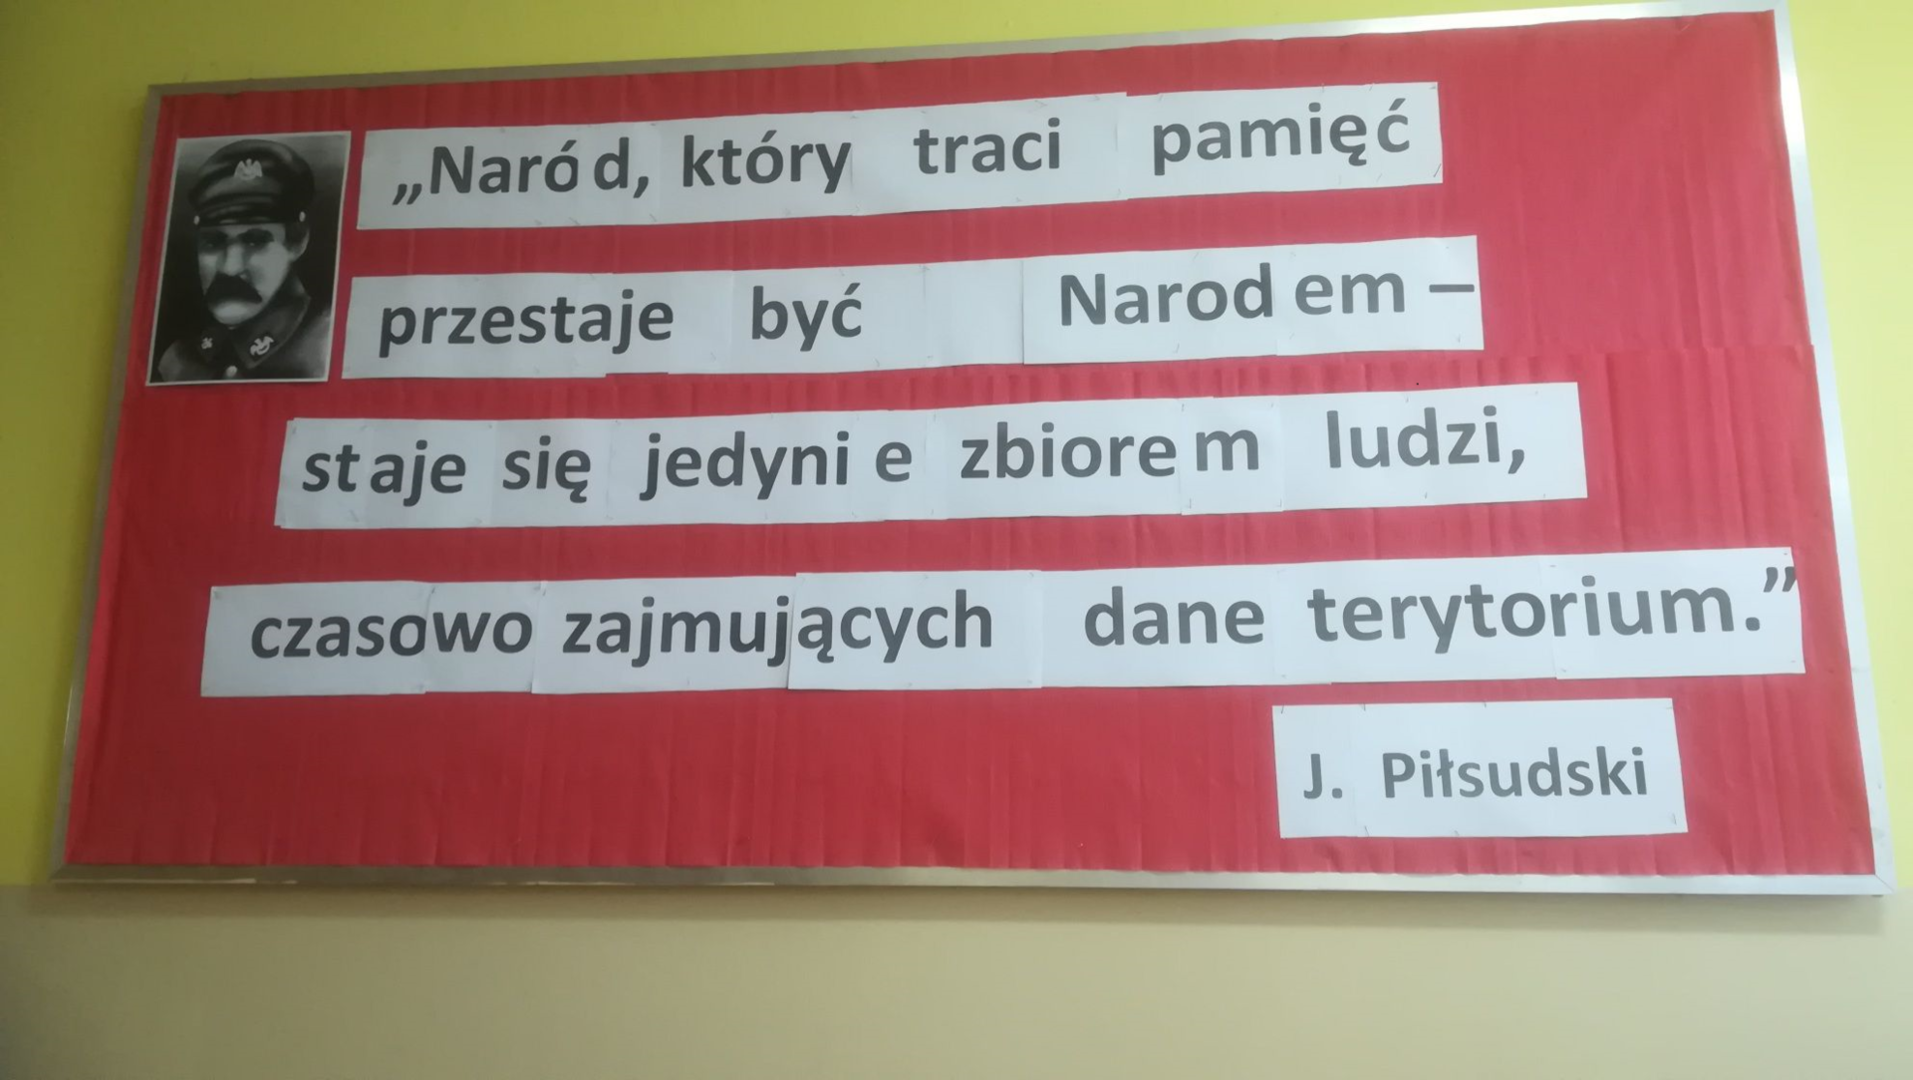 „Naród, który traci pamięć
przestaje być Narodem –
staje się jedynie zbiorem ludzi,
czasowo zajmujących dane terytorium.”
J. Piłsudski